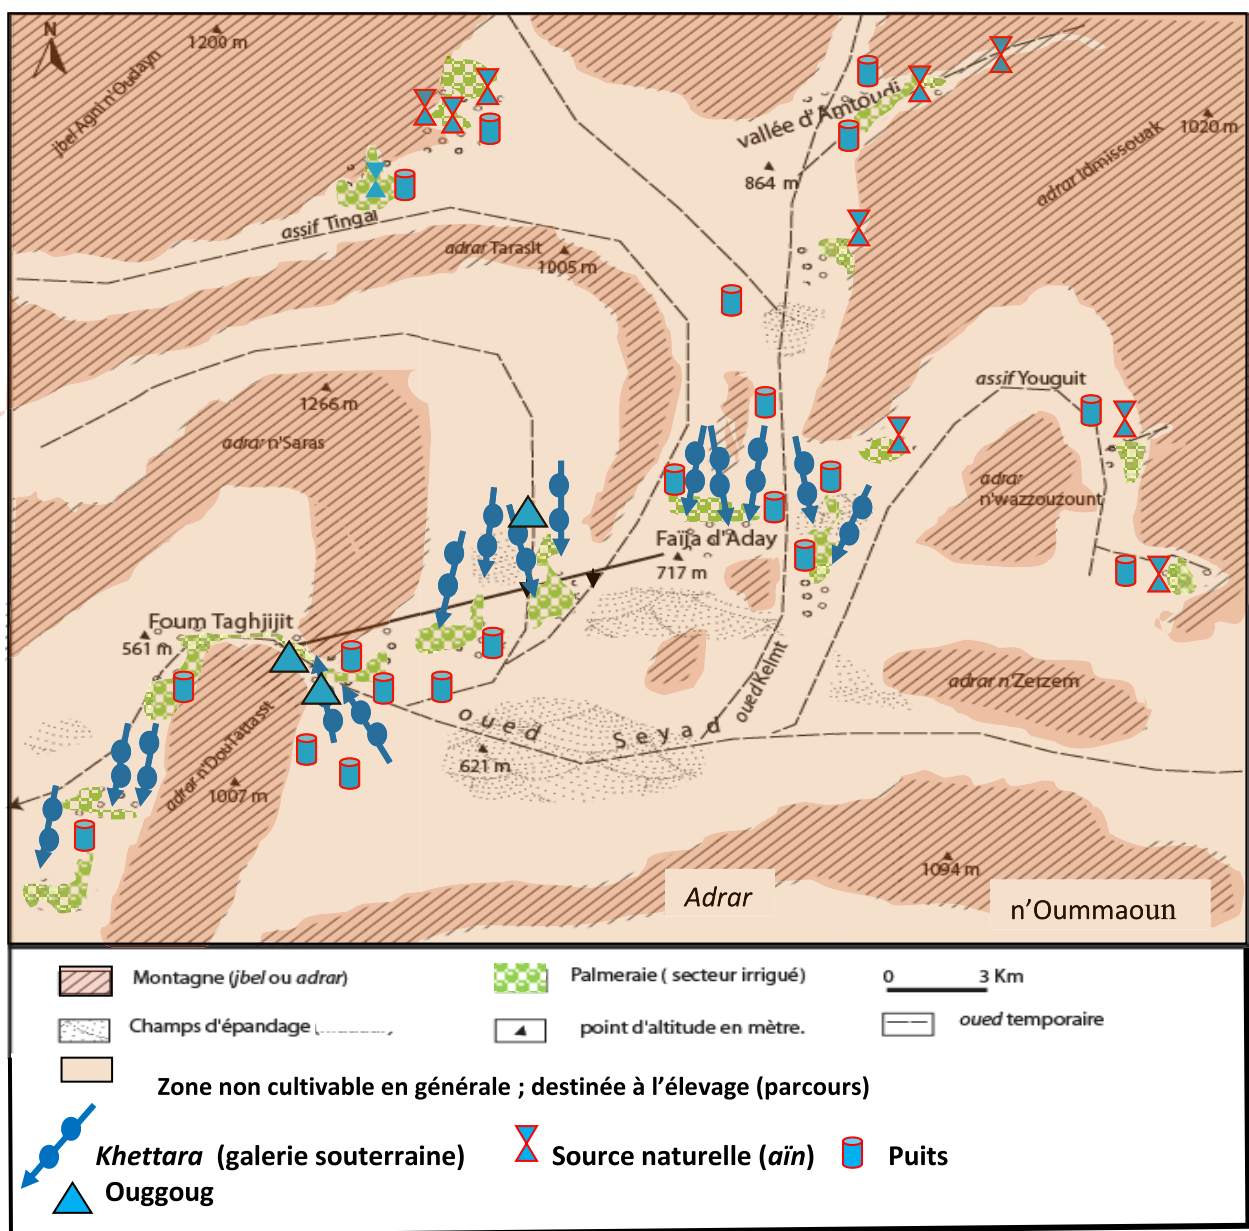 N
1200 m
jbel Agni n'Oudayn
vallée d'Amtoudi
1020 m
864 m
adrar Idmissouak
assif Tingal
adrar Taraslt
1005 m
assif Youguit
1266 m
adrar n'Saras
adrar
n'wazzouzount
Faïja d'Aday
717 m
Foum Taghjijit
561 m
oued Kelmt
adrar n'Zerzem
oued Seyad
621 m
adrar n'Doutattasst
1007 m
1094 m
Adrar
n'Oummaoun
Montagne (jbel ou adrar)
Palmeraie ( secteur irrigué)
0 3 Km
Champs d'épandage
point d'altitude en mètre.
oued temporaire
Zone non cultivable en générale ; destinée à l'élevage (parcours)
Khettara (galerie souterraine)
Source naturelle (aïn)
Puits
Ouggoug